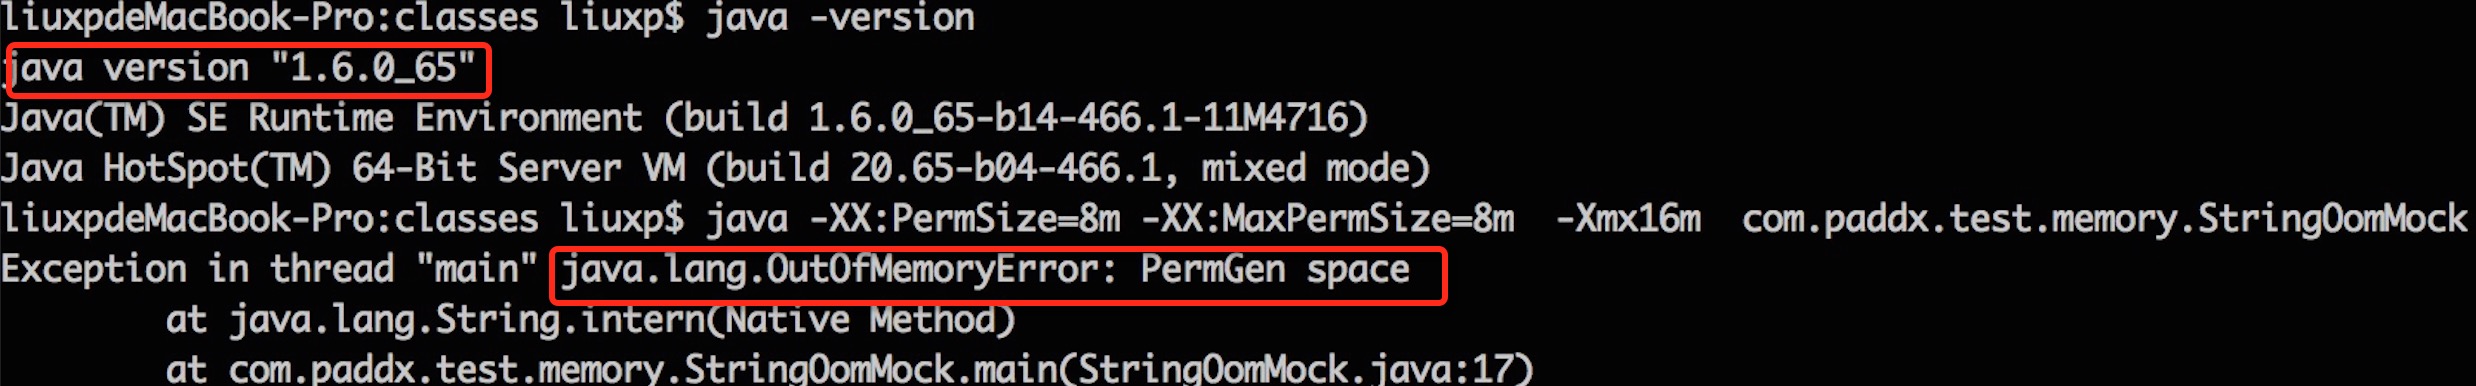 liuxpdeMacBook-Pro:classes liuxp$ java -version
java version "1.6.0_65"
Java(TM) SE Runtime Environment (build 1.6.0_65-b14-466.1-11M4716)
Java HotSpot(TM) 64-Bit Server VM (build 20.65-b04-466.1, mixed mode)
liuxpdeMacBook-Pro:classes liuxp$ java -XX:PermSize=8m -XX:MaxPermSize=8m  -Xmx16m  com.paddx.test.memory.StringOomMock
Exception in thread "main" java.lang.OutOfMemoryError: PermGen space
        at java.lang.String.intern(Native Method)
        at com.paddx.test.memory.StringOomMock.main(StringOomMock.java:17)